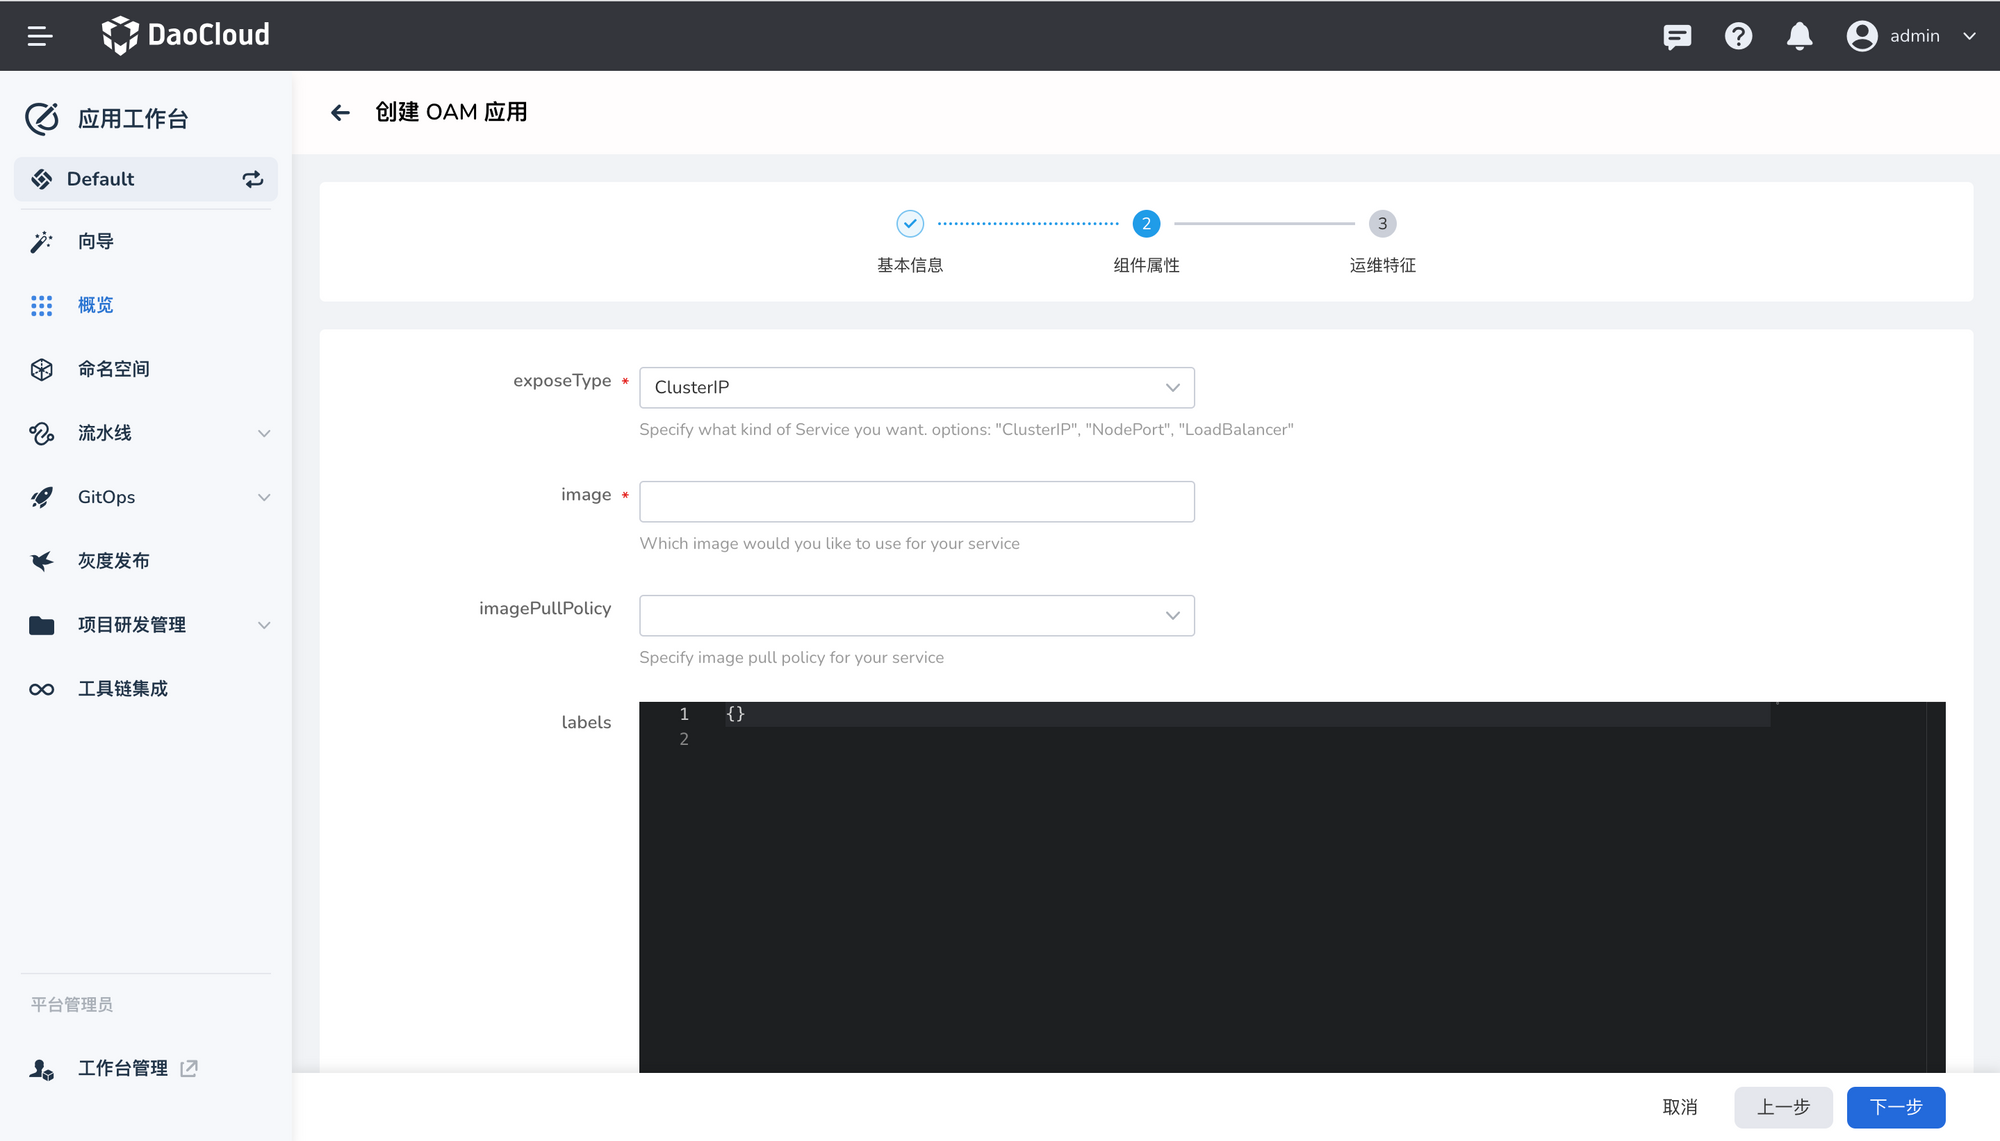 DaoCloud
admin
应用工作台
Default
向导
概览
命名空间
流水线
GitOps
灰度发布
项目研发管理
工具链集成
平台管理员
工作台管理
创建 OAM 应用
2
3
基本信息
组件属性
运维特征
exposeType *
ClusterIP
Specify what kind of Service you want. options: "ClusterIP", "NodePort", "LoadBalancer"
image *
Which image would you like to use for your service
imagePullPolicy
Specify image pull policy for your service
labels
1 {}
2
取消
上一步
下一步